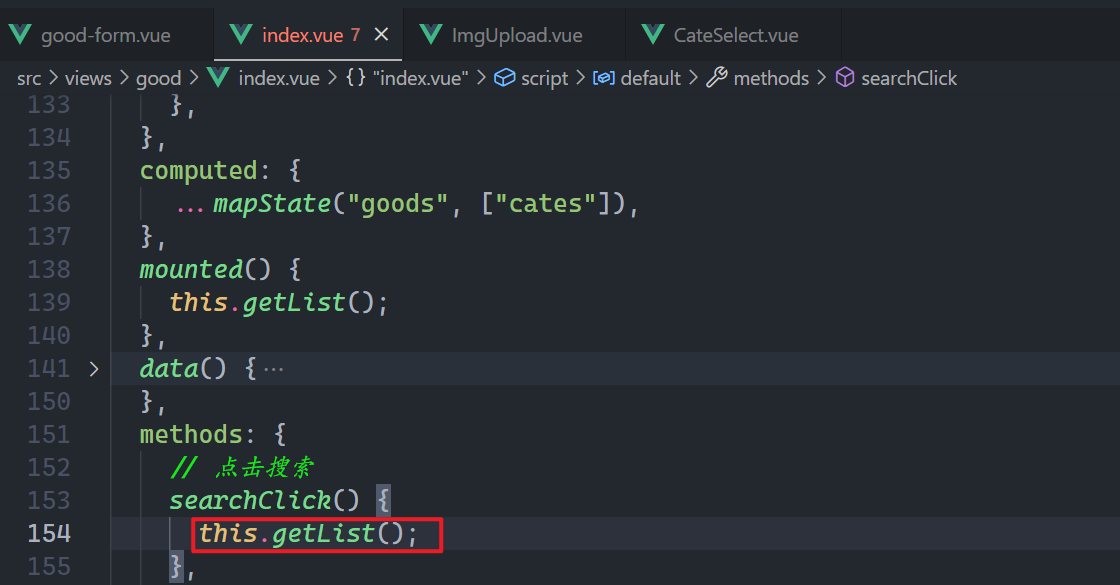 good-form.vue index.vue 7 ImgUpload.vue CateSelect.vue
src > views > good > index.vue > {} "index.vue" > script > default > methods > searchClick
133 },
134 },
135 computed: {
136 ...mapState("goods", ["cates"]),
137 },
138 mounted() {
139 this.getList();
140 },
141 > data() { ...
150 },
151 methods: {
152 // 点击搜索
153 searchClick() {
154 this.getList();
155 },